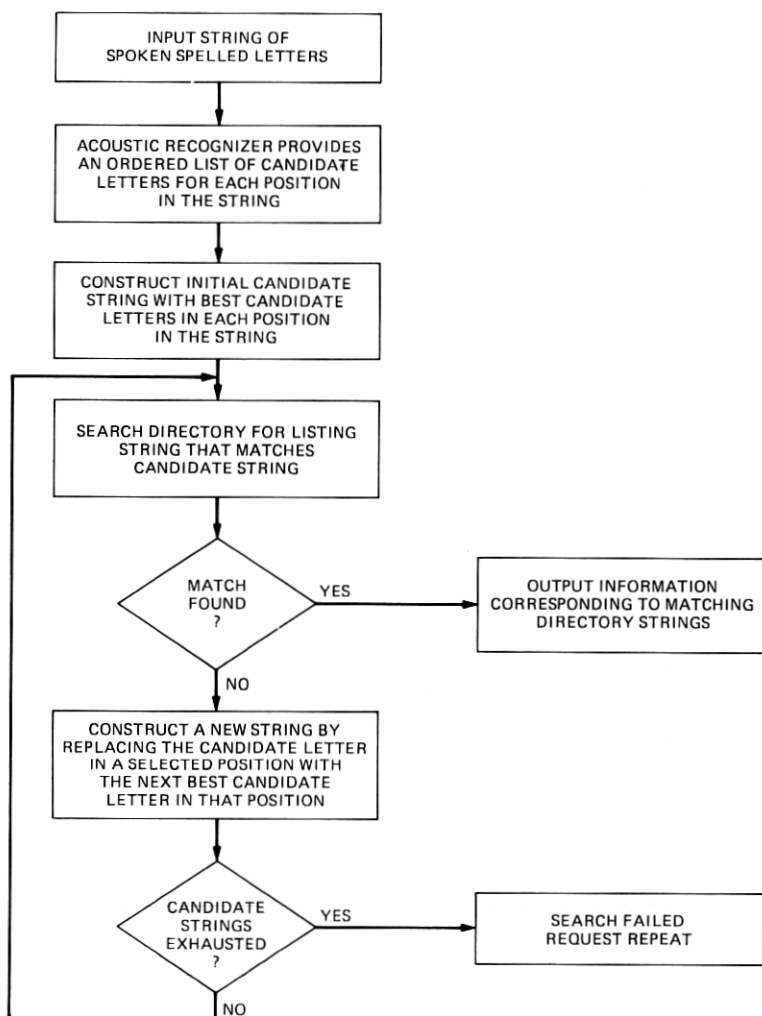 INPUT STRING OF
SPOKEN SPELLED LETTERS
ACOUSTIC RECOGNIZER PROVIDES
AN ORDERED LIST OF CANDIDATE
LETTERS FOR EACH POSITION
IN THE STRING
CONSTRUCT INITIAL CANDIDATE
STRING WITH BEST CANDIDATE
LETTERS IN EACH POSITION
IN THE STRING
SEARCH DIRECTORY FOR LISTING
STRING THAT MATCHES
CANDIDATE STRING
MATCH
FOUND
?
YES
OUTPUT INFORMATION
CORRESPONDING TO MATCHING
DIRECTORY STRINGS
NO
CONSTRUCT A NEW STRING BY
REPLACING THE CANDIDATE LETTER
IN A SELECTED POSITION WITH
THE NEXT BEST CANDIDATE
LETTER IN THAT POSITION
CANDIDATE
STRINGS
EXHAUSTED
?
YES
SEARCH FAILED
REQUEST REPEAT
NO